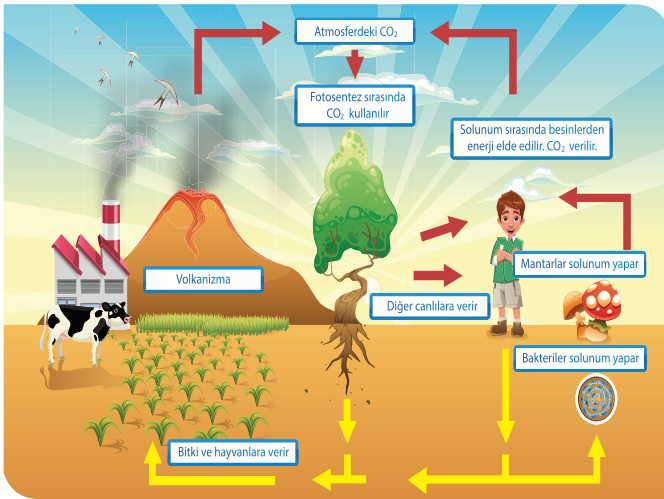 Atmosferdeki CO₂
Fotosentez sırasında
CO₂ kullanılır
Solunum sırasında besinlerden
enerji elde edilir. CO₂ verilir.
Volkanizma
Mantarlar solunum yapar
Diğer canlılara verir
Bakteriler solunum yapar
Bitki ve hayvanlara verir